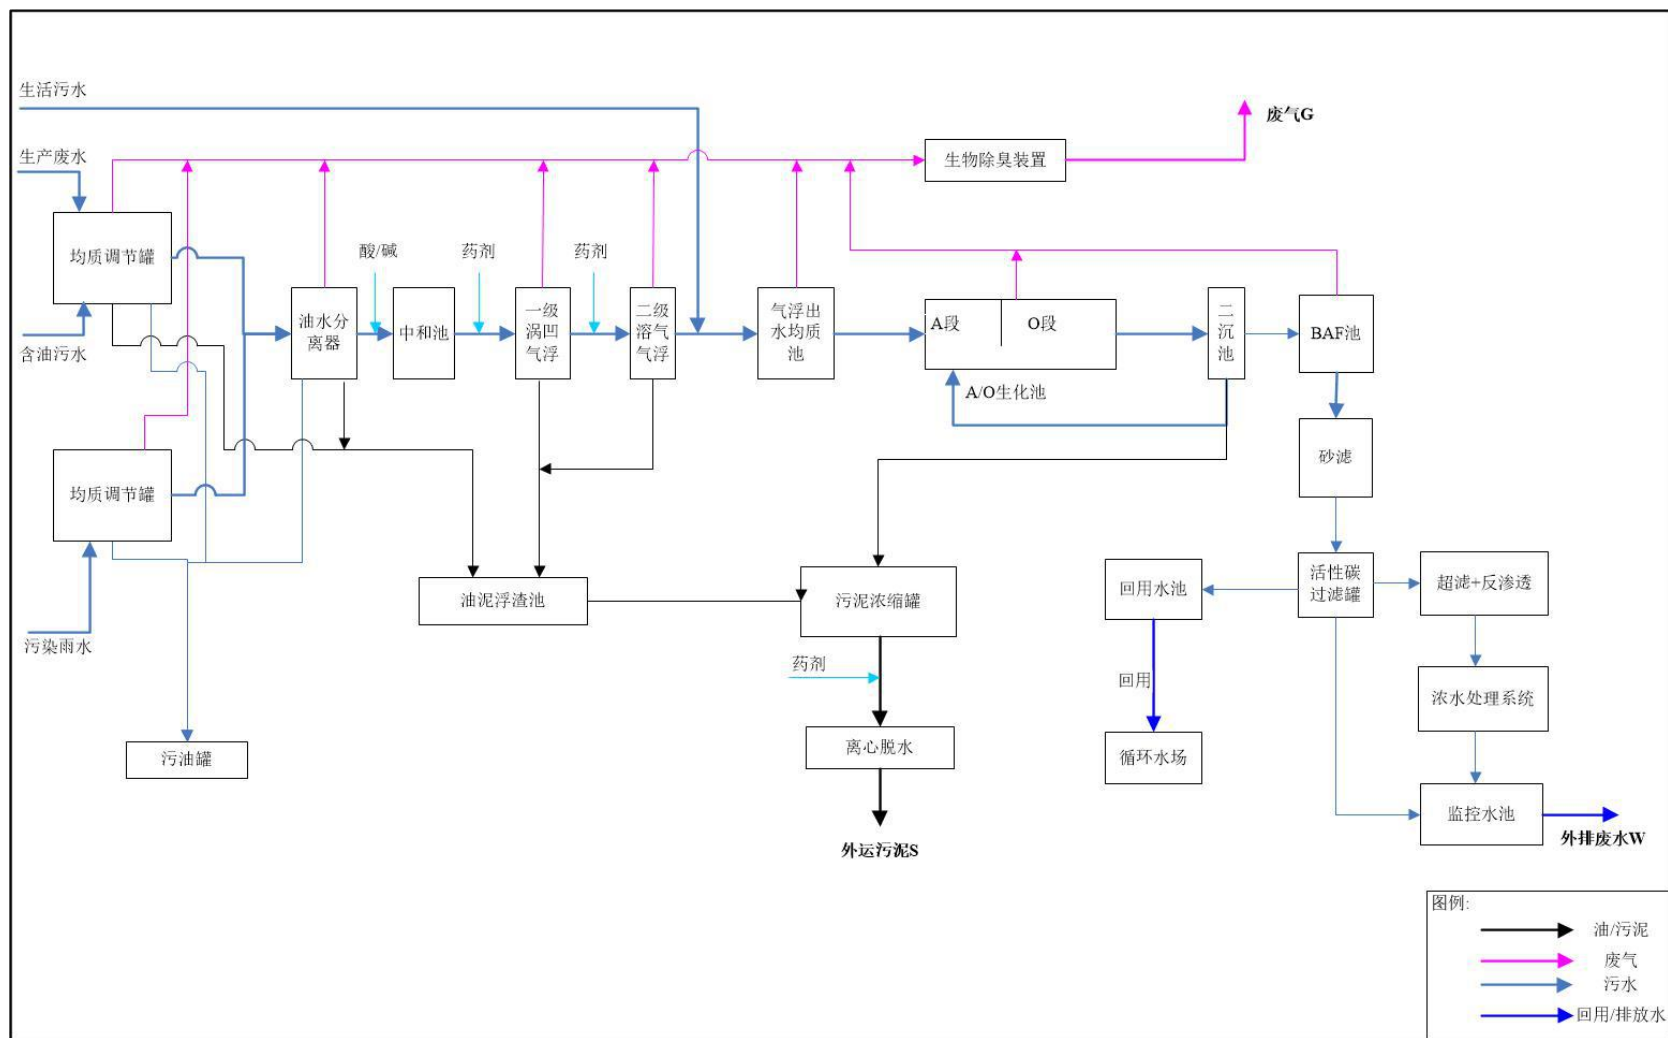 生活污水
废气G
生产废水
生物除臭装置
均质调节罐
酸/碱
药剂
药剂
含油污水
油水分
离器
中和池
一级
涡凹
气浮
二级
溶气
气浮
气浮出
水均质
池
A段
O段
A/O生化池
二
沉
池
BAF池
均质调节罐
砂滤
污染雨水
油泥浮渣池
污泥浓缩罐
回用水池
活性碳
过滤罐
超滤+反渗透
药剂
回用
浓水处理系统
污油罐
离心脱水
循环水场
监控水池
外运污泥S
外排废水W
图例:
油/污泥
废气
污水
回用/排放水